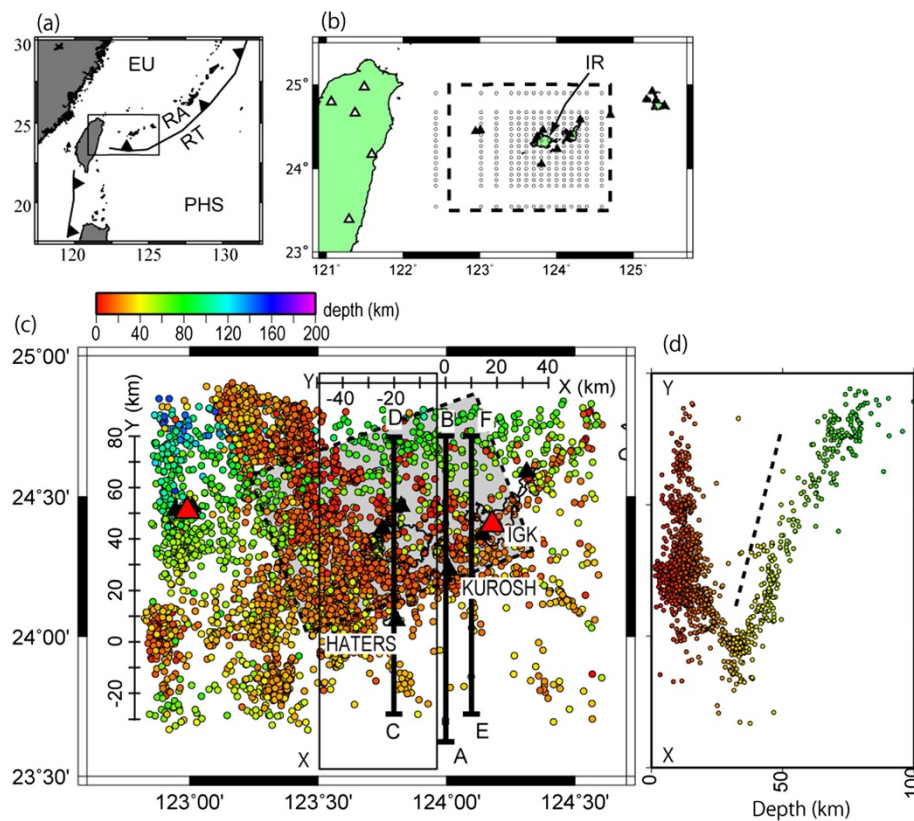 (a)
30
25
20
120
125
130
EU
RA
RT
PHS
(b)
25°
24°
23°
121°
122°
123°
124°
125°
IR
0
40
80
120
160
200
depth (km)
(c)
25°00'
24°30'
24°00'
23°30'
123°00'
123°30'
124°00'
124°30'
Y (km)
80
60
40
20
0
-20
Y
-40
-20
0
20
40
X (km)
D
B
F
IGK
KUROSH
HATERS
C
E
A
X
(d)
Y
X
0
50
100
Depth (km)